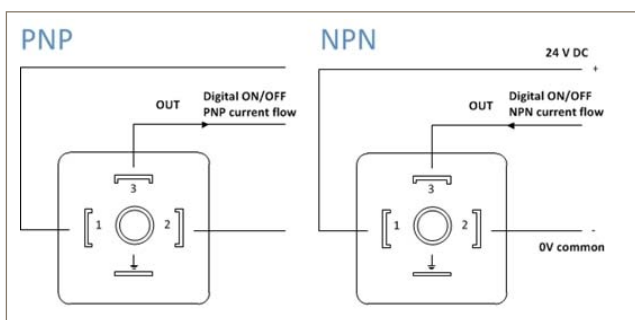 PNP
OUT
Digital ON/OFF
PNP current flow
3
1
2
NPN
24 V DC
+
OUT
Digital ON/OFF
NPN current flow
3
1
2
-
0V common